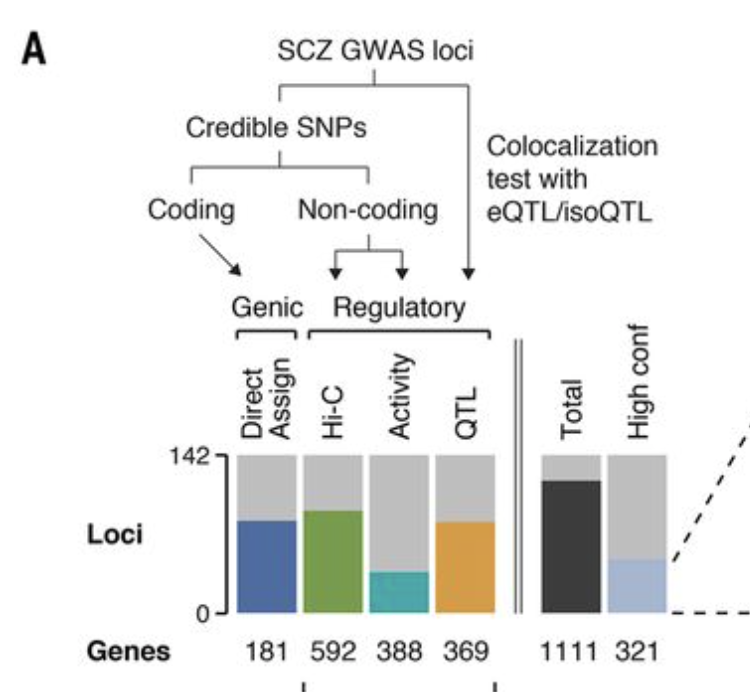 A
SCZ GWAS loci
Credible SNPs
Colocalization
test with
eQTL/isoQTL
Coding
Non-coding
Genic
Regulatory
Direct
Assign
Hi-C
Activity
QTL
Total
High conf
142
Loci
0
Genes 181 592 388 369 1111 321